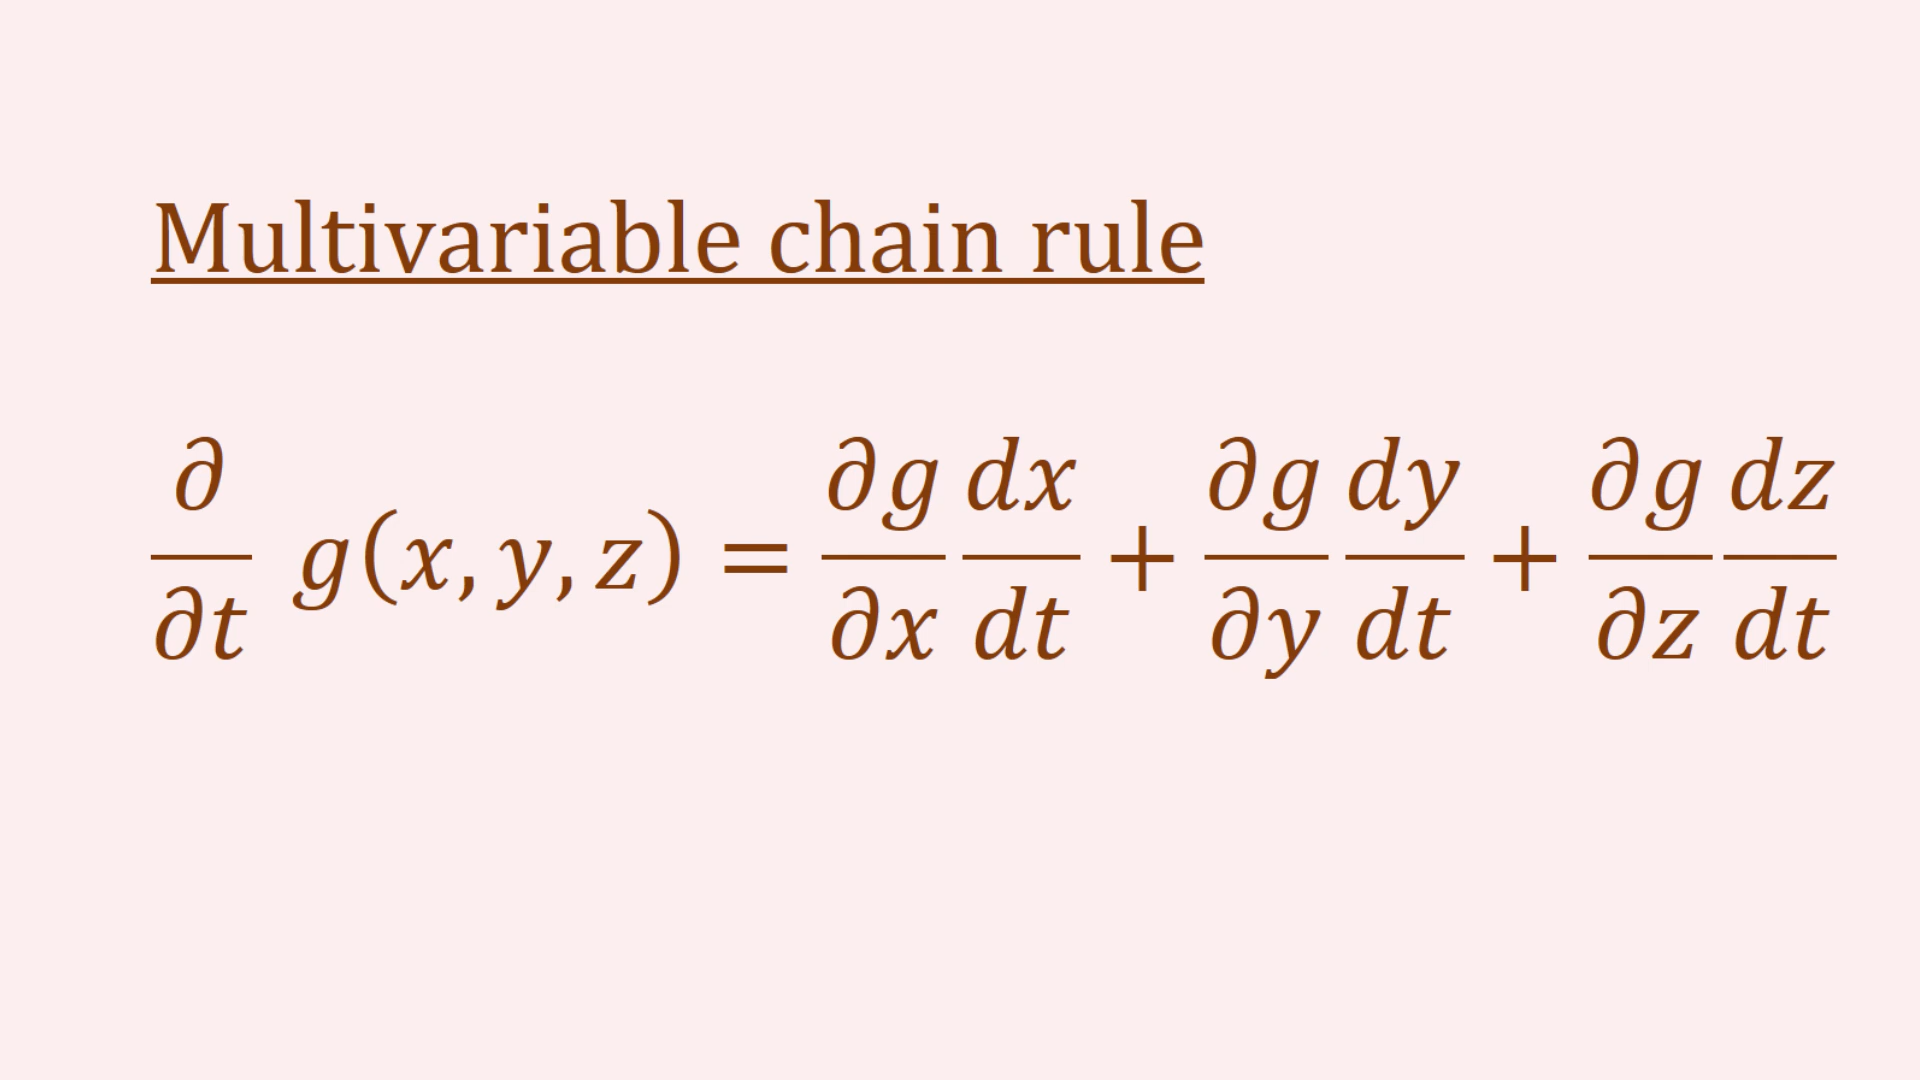 Multivariable chain rule
∂/∂t g(x, y, z) = ∂g/∂x dx/dt + ∂g/∂y dy/dt + ∂g/∂z dz/dt